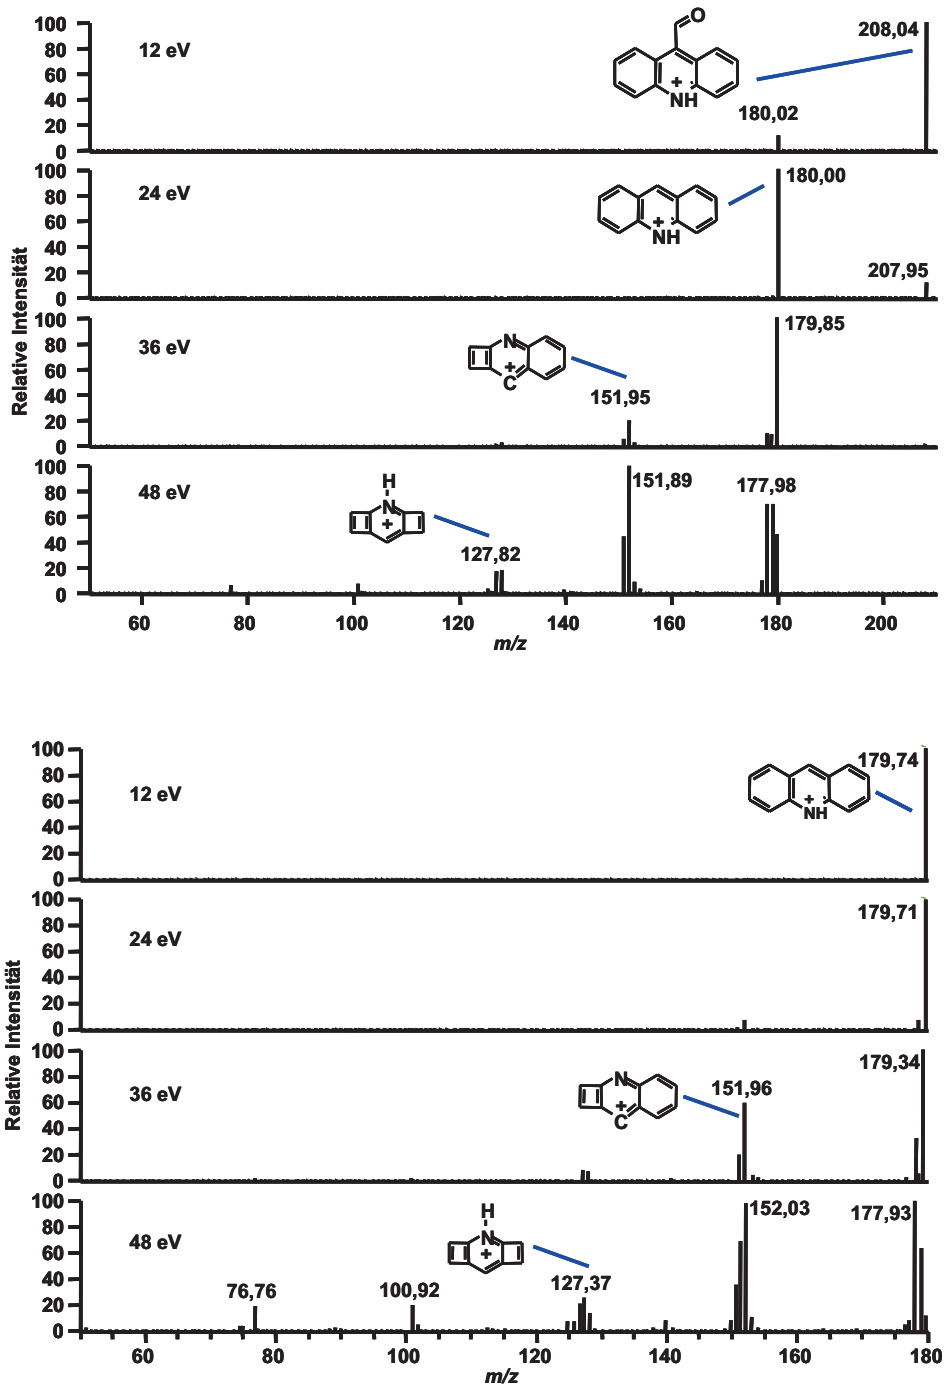 100
80
60
40
20
0
12 eV
O
+
NH
208,04
180,02
100
80
60
40
20
0
24 eV
+
NH
180,00
207,95
Relative Intensität
100
80
60
40
20
0
36 eV
N
+
C
151,95
179,85
100
80
60
40
20
0
48 eV
H
N
+
127,82
151,89
177,98
60 80 100 120 140 160 180 200
m/z
100
80
60
40
20
0
12 eV
+
NH
179,74
100
80
60
40
20
0
24 eV
179,71
Relative Intensität
100
80
60
40
20
0
36 eV
N
+
C
151,96
179,34
100
80
60
40
20
0
48 eV
76,76
100,92
H
N
+
127,37
152,03
177,93
60 80 100 120 140 160 180
m/z